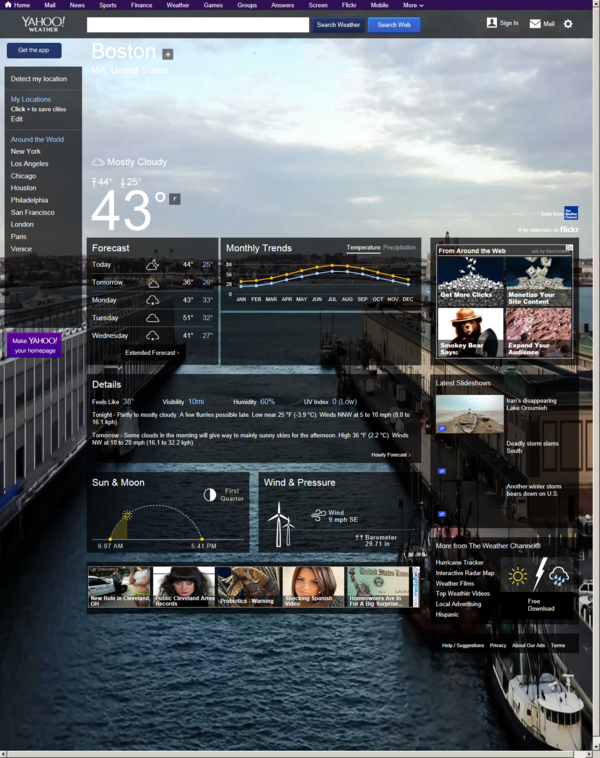 Home Mail News Sports Finance Weather Games Groups Answers Screen Flickr Mobile More
YAHOO! WEATHER
Search Weather
Search Web
Sign In
Mail
Get the app
Detect my location
My Locations
Click + to save cities
Edit
Around the World
New York
Los Angeles
Chicago
Houston
Philadelphia
San Francisco
London
Paris
Venice
Make YAHOO!
your homepage
Boston +
MA, United States
Mostly Cloudy
44° 25°
43° F
Data from The Weather Channel
flickr
Forecast
Today 44° 25°
Tomorrow 36° 26°
Monday 43° 33°
Tuesday 51° 32°
Wednesday 41° 27°
Extended Forecast >
Monthly Trends
Temperature Precipitation
84
56
28
0
JAN FEB MAR APR MAY JUN JUL AUG SEP OCT NOV DEC
From Around the Web
Get More Clicks
Monetize Your Site Content
Smokey Bear Says:
Expand Your Audience
Details
Feels Like 38°
Visibility 10mi
Humidity 60%
UV Index 0 (Low)
Tonight - Partly to mostly cloudy. A few flurries possible late. Low near 25 °F (-3.9 °C). Winds NNW at 5 to 10 mph (8.0 to
16.1 kph).
Tomorrow - Some clouds in the morning will give way to mainly sunny skies for the afternoon. High 36 °F (2.2 °C). Winds
NW at 10 to 20 mph (16.1 to 32.2 kph)
Hourly Forecast >
Latest Slideshows
Iran's disappearing
Lake Oroumieh
Deadly storm slams
South
Another winter storm
bears down on U.S.
Sun & Moon
First
Quarter
6:07 AM 5:41 PM
Wind & Pressure
Wind
9 mph SE
Barometer
29.71 in
New Rule in Cleveland,
OH
Public Cleveland Arrest
Records
Probiotics - Warning
Shocking Spanish
Video
Homeowners Are In
For A Big Surprise...
More from The Weather Channel®
Hurricane Tracker
Interactive Radar Map
Weather Films
Top Weather Videos
Local Advertising
Hispanic
Free
Download
Help / Suggestions Privacy About Our Ads Terms